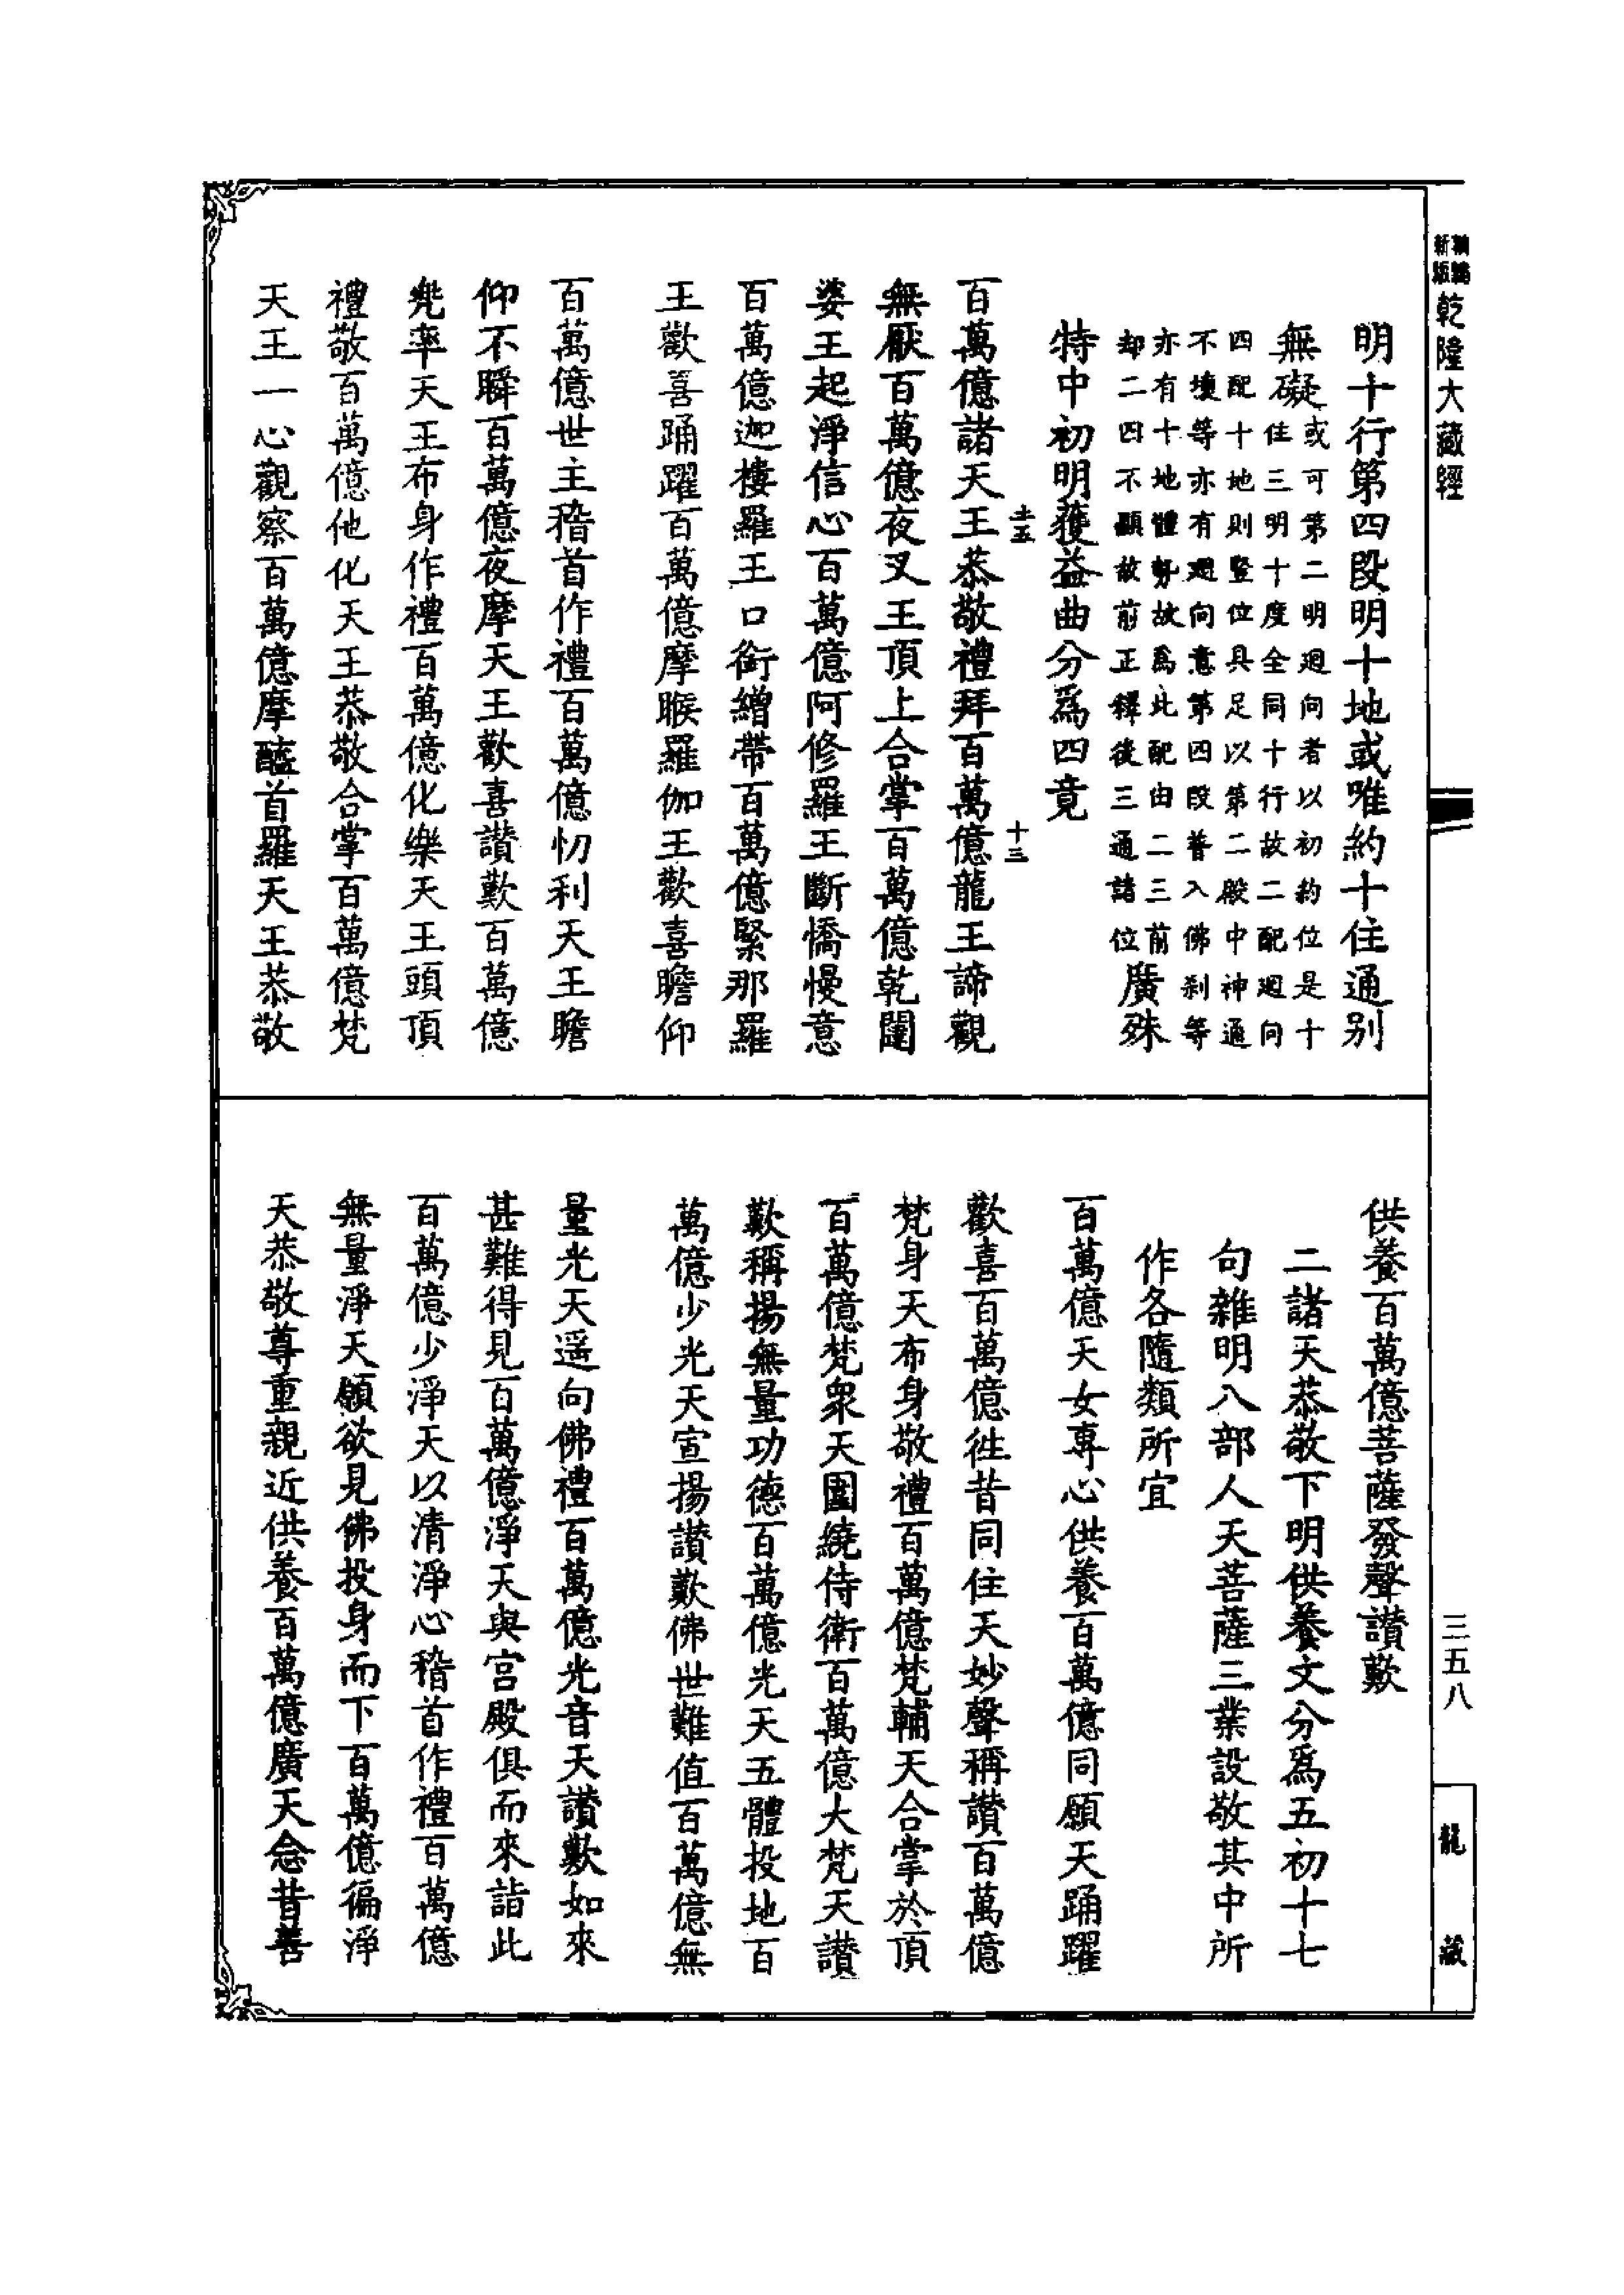 乾隆大藏經
明十行第四段明十地或唯約十住通別
無礙
或可第二明迴向者以初約位是十
住三明十度全同十行故二配迴向
四配十地則豎位具足以第二段中神通
不壞等亦有迴向意第四段普入佛刹等
亦有十地體勢故為此配由二三前
却二四不顯故前正釋後三通諸位
廣殊
特中初明獲益曲分為四竟
十三
百萬億諸天王恭敬禮拜百萬億龍王諦觀
無厭百萬億夜叉王頂上合掌百萬億乾闥
婆王起淨信心百萬億阿修羅王斷憍慢意
百萬億迦樓羅王口銜繒帶百萬億緊那羅
王歡喜踊躍百萬億摩睺羅伽王歡喜瞻仰
百萬億世主稽首作禮百萬億忉利天王瞻
仰不瞬百萬億夜摩天王歡喜讃歎百萬億
兜率天王布身作禮百萬億化樂天王頭頂
禮敬百萬億他化天王恭敬合掌百萬億梵
天王一心觀察百萬億摩醯首羅天王恭敬
供養百萬億菩薩發聲讃歎
二諸天恭敬下明供養文分爲五初十七
句雜明八部人天菩薩三業設敬其中所
作各隨類所宜
百萬億天女專心供養百萬億同願天踊躍
歡喜百萬億徃昔同住天妙聲稱讃百萬億
梵身天布身敬禮百萬億梵輔天合掌於頂
百萬億梵衆天圍繞侍衛百萬億大梵天讃
歎稱揚無量功德百萬億光天五體投地百
萬億少光天宣揚讃歎佛世難值百萬億無
量光天遥向佛禮百萬億光音天讃歎如來
甚難得見百萬億淨天與宮殿俱而來詣此
百萬億少淨天以清淨心稽首作禮百萬億
無量淨天願欲見佛投身而下百萬億徧淨
天恭敬尊重親近供養百萬億廣天念昔善
三五八
龍藏